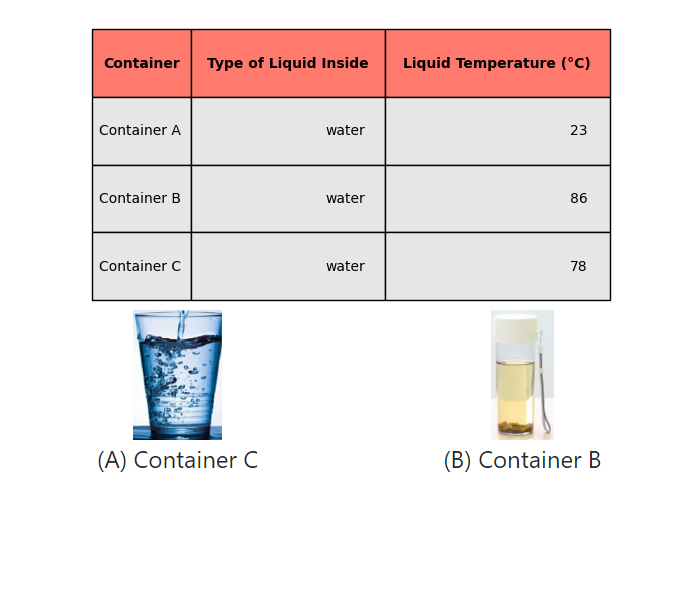 Container Type of Liquid Inside Liquid Temperature (°C)
Container A water 23
Container B water 86
Container C water 78
(A) Container C (B) Container B